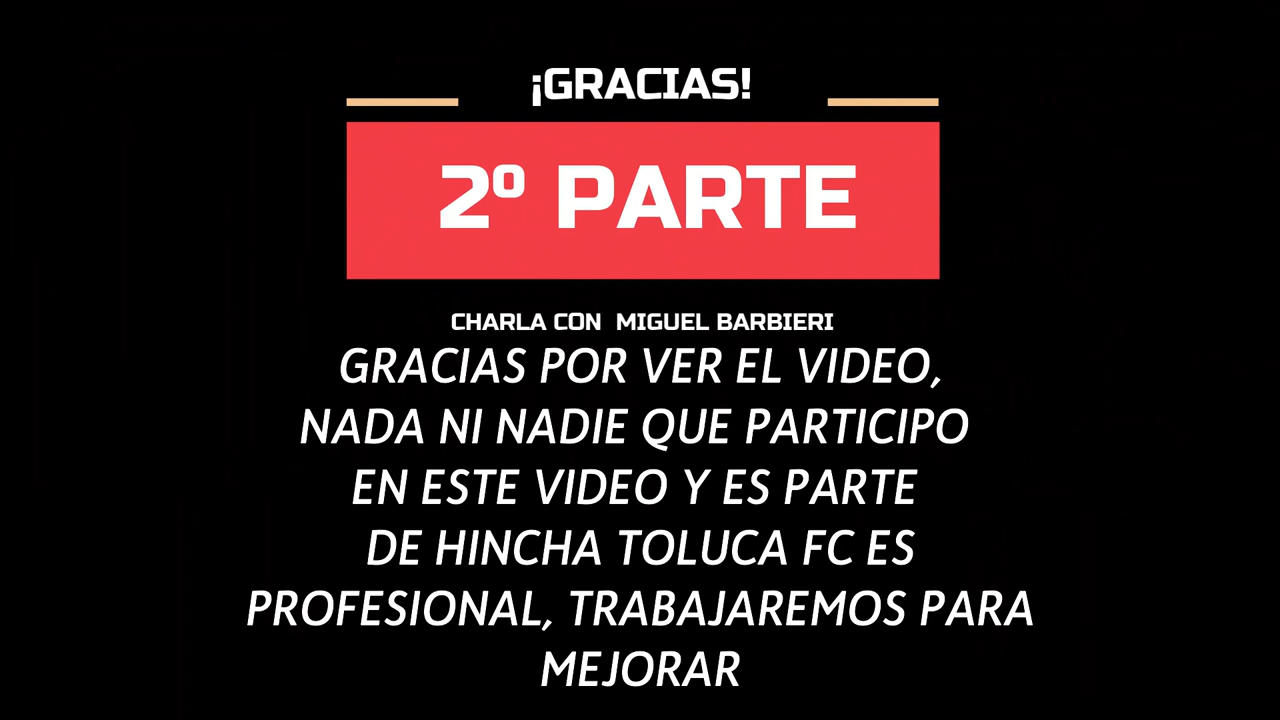 ¡GRACIAS!
2º PARTE
CHARLA CON MIGUEL BARBIERI
GRACIAS POR VER EL VIDEO,
NADA NI NADIE QUE PARTICIPO
EN ESTE VIDEO Y ES PARTE
DE HINCHA TOLUCA FC ES
PROFESIONAL, TRABAJAREMOS PARA
MEJORAR